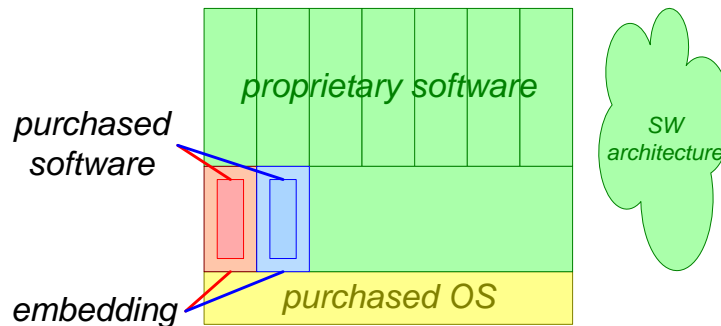 proprietary software
purchased
software
SW
architecture
embedding
purchased OS